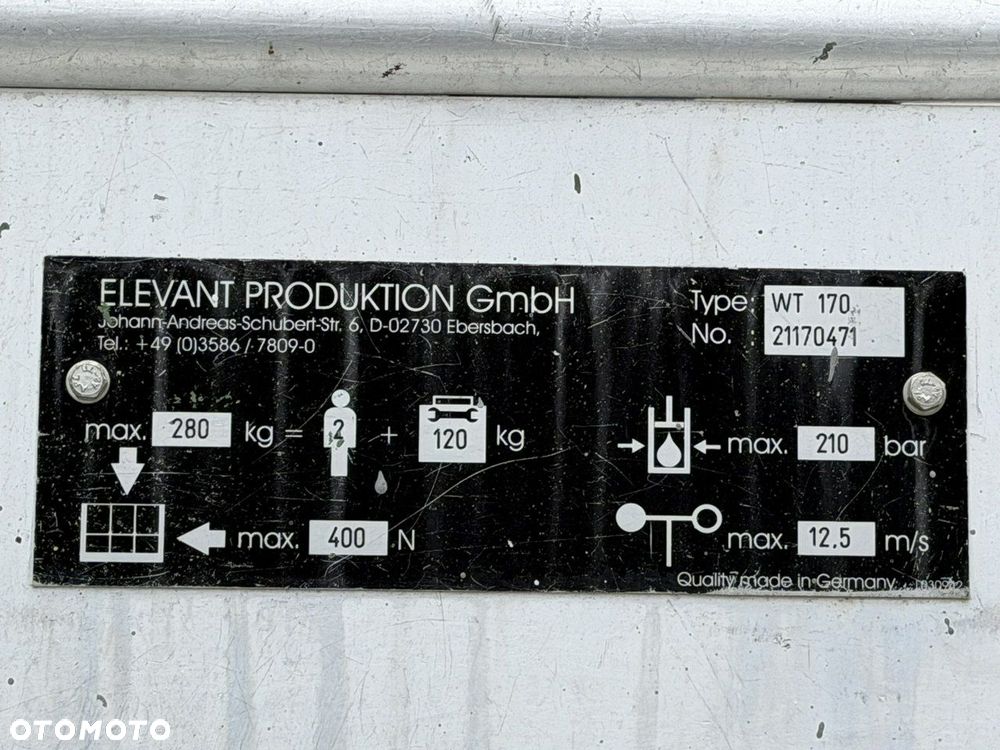 ELEVANT PRODUKTION GmbH
Johann-Andreas-Schubert-Str. 6, D-02730 Ebersbach,
Tel.: +49 (0)3586 / 7809-0
Type: WT 170
No. : 21170471
max. 280 kg = 2 + 120 kg
max. 210 bar
max. 400 N
max. 12,5 m/s
Quality made in Germany
OTOMOTO